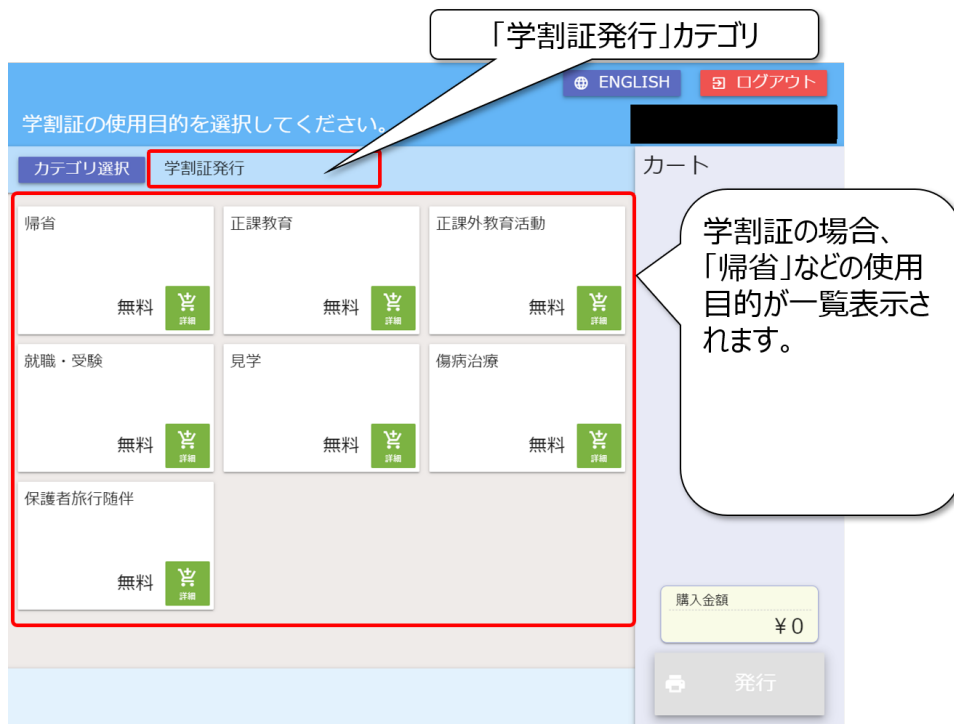 「学割証発行」カテゴリ
ENGLISH
ログアウト
学割証の使用目的を選択してください。
カテゴリ選択
学割証発行
カート
帰省
無料
詳細
正課教育
無料
詳細
正課外教育活動
無料
詳細
就職・受験
無料
詳細
見学
無料
詳細
傷病治療
無料
詳細
保護者旅行随伴
無料
詳細
学割証の場合、
「帰省」などの使用
目的が一覧表示さ
れます。
購入金額
¥0
発行